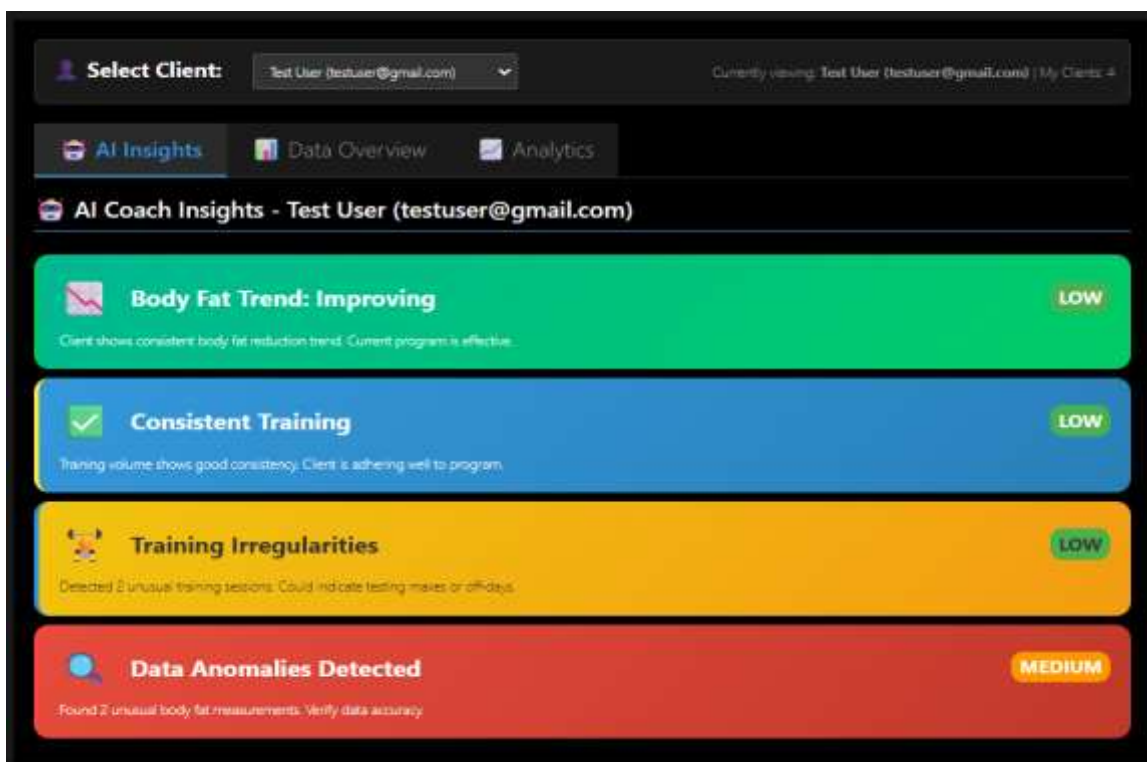 Select Client:
Test User (testuser@gmail.com)
Currently viewing: Test User (testuser@gmail.com) | My Clients: 4
AI Insights
Data Overview
Analytics
AI Coach Insights - Test User (testuser@gmail.com)
Body Fat Trend: Improving
LOW
Client shows consistent body fat reduction trend. Current program is effective.
Consistent Training
LOW
Training volume shows good consistency. Client is adhering well to program.
Training Irregularities
LOW
Detected 2 unusual training sessions. Could indicate testing maxes or off-days.
Data Anomalies Detected
MEDIUM
Found 2 unusual body fat measurements. Verify data accuracy.